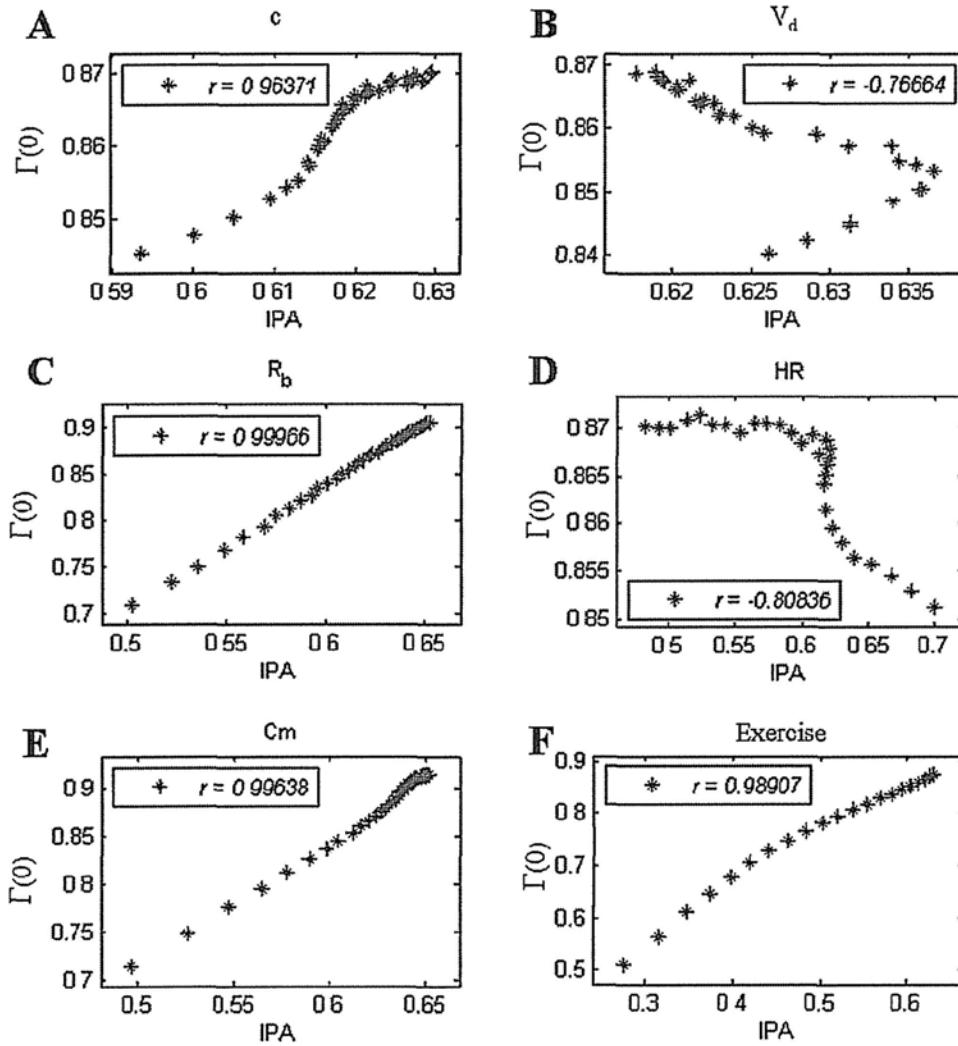 A
c
Γ(0)
0.87
0.86
0.85
r = 0 96371
0.59
0.6
0.61
0.62
0.63
IPA
B
V_d
Γ(0)
0.87
0.86
0.85
0.84
r = -0.76664
0.62
0.625
0.63
0.635
IPA
C
R_b
Γ(0)
0.9
0.85
0.8
0.75
0.7
r = 0 99966
0.5
0.55
0.6
0.65
IPA
D
HR
Γ(0)
0.87
0.865
0.86
0.855
0.85
r = -0.80836
0.5
0.55
0.6
0.65
0.7
IPA
E
Cm
Γ(0)
0.9
0.85
0.8
0.75
0.7
r = 0 99638
0.5
0.55
0.6
0.65
IPA
F
Exercise
Γ(0)
0.9
0.8
0.7
0.6
0.5
r = 0.98907
0.3
0 4
0.5
0.6
IPA